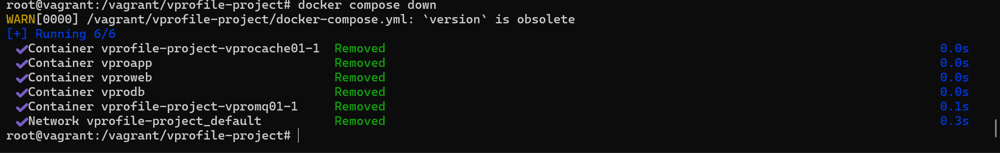 root@vagrant:/vagrant/vprofile-project# docker compose down
WARN[0000] /vagrant/vprofile-project/docker-compose.yml: `version` is obsolete
[+] Running 6/6
✔Container vprofile-project-vprocache01-1  Removed  0.0s
✔Container vproapp  Removed  0.0s
✔Container vproweb  Removed  0.0s
✔Container vprodb  Removed  0.0s
✔Container vprofile-project-vpromq01-1  Removed  0.1s
✔Network vprofile-project_default  Removed  0.3s
root@vagrant:/vagrant/vprofile-project#